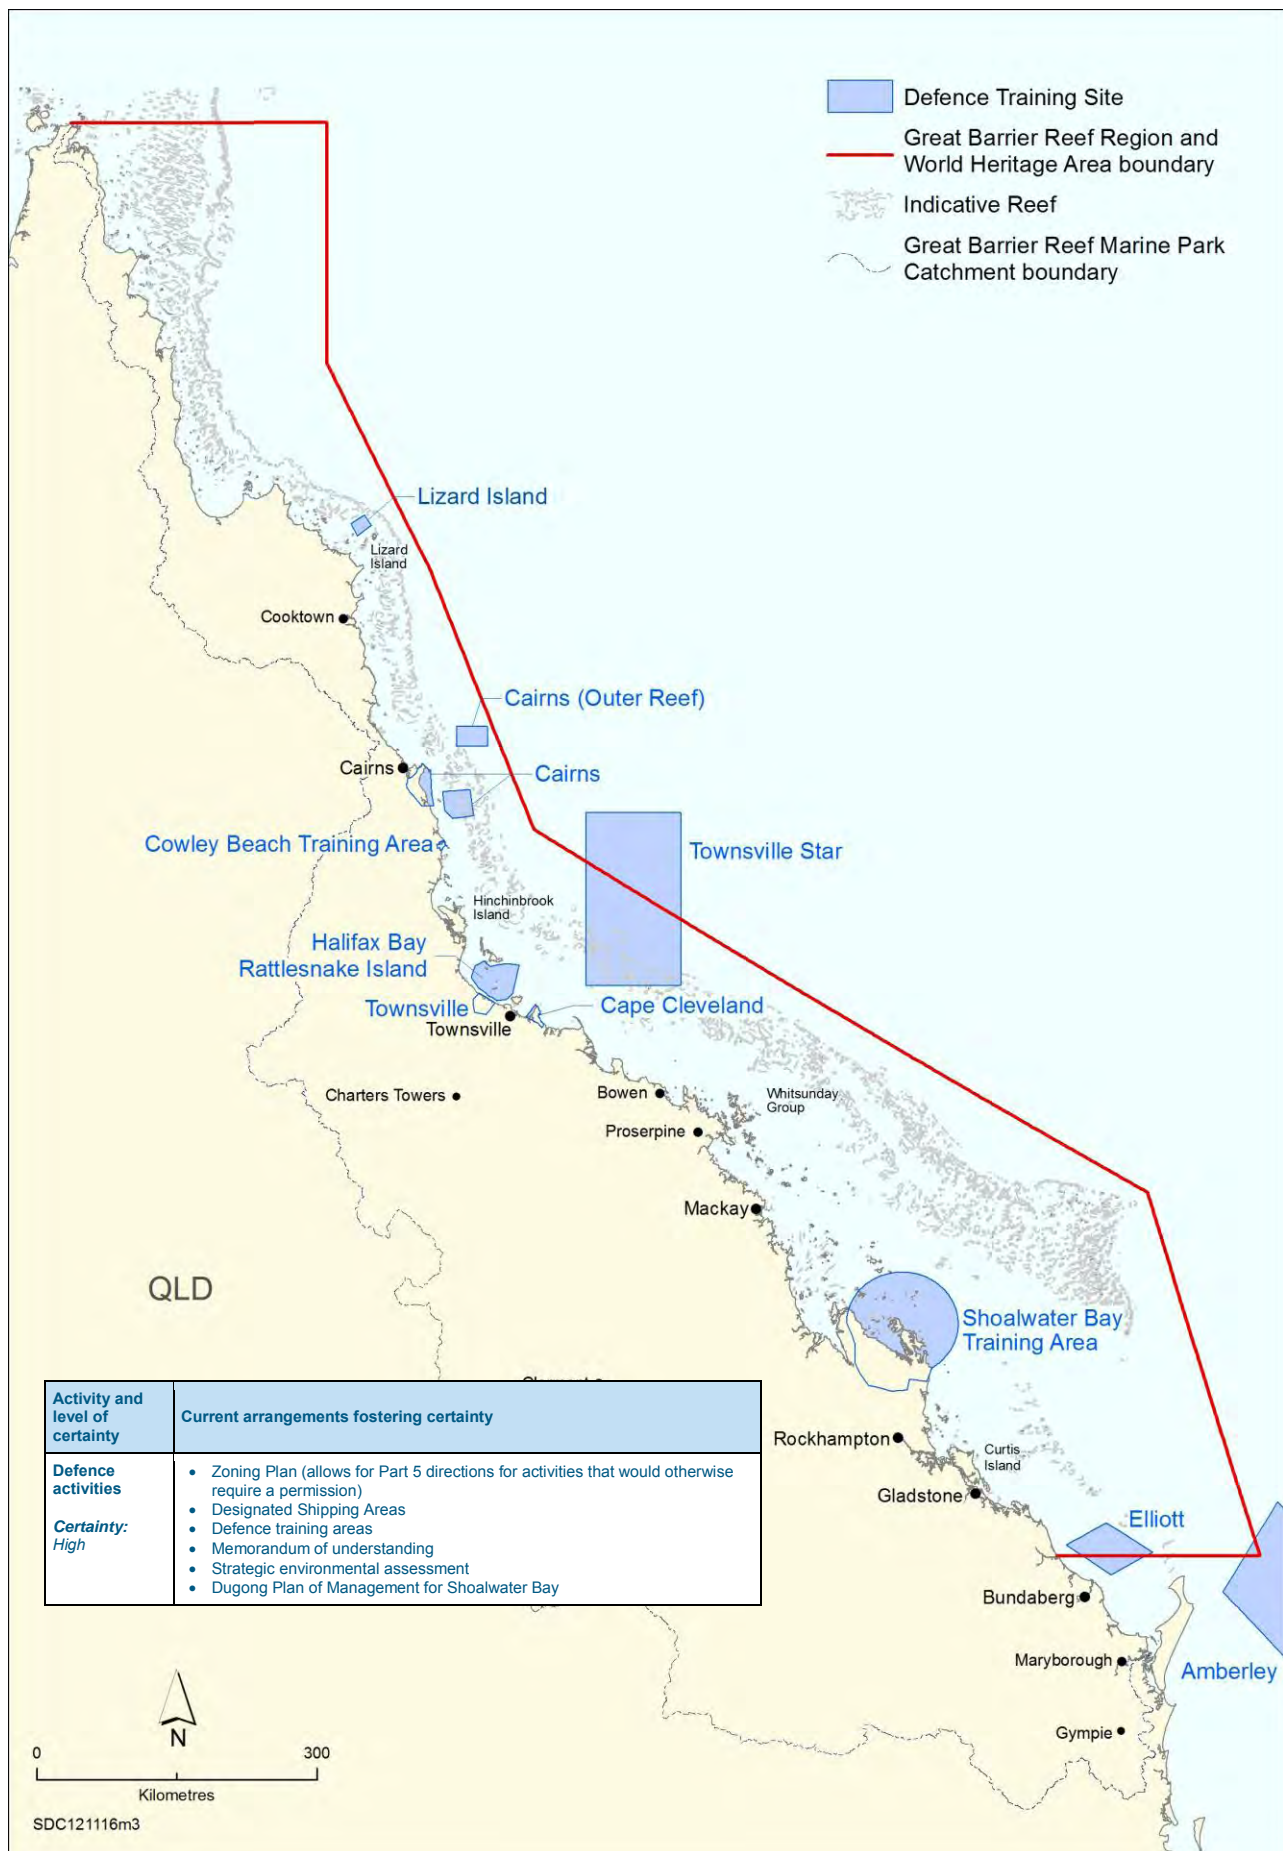 Defence Training Site
Great Barrier Reef Region and
World Heritage Area boundary
Indicative Reef
Great Barrier Reef Marine Park
Catchment boundary
Lizard Island
Lizard
Island
Cooktown
Cairns (Outer Reef)
Cairns
Cairns
Cowley Beach Training Area
Townsville Star
Hinchinbrook
Island
Halifax Bay
Rattlesnake Island
Townsville
Townsville
Cape Cleveland
Charters Towers
Bowen
Whitsunday
Group
Proserpine
Mackay
QLD
Shoalwater Bay
Training Area
Activity and
level of
certainty
Current arrangements fostering certainty
Defence
activities
Certainty:
High
• Zoning Plan (allows for Part 5 directions for activities that would otherwise
require a permission)
• Designated Shipping Areas
• Defence training areas
• Memorandum of understanding
• Strategic environmental assessment
• Dugong Plan of Management for Shoalwater Bay
Rockhampton
Curtis
Island
Gladstone
Elliott
Bundaberg
Maryborough
Amberley
Gympie
N
0 300
Kilometres
SDC121116m3